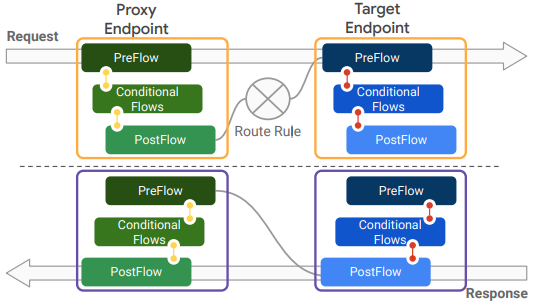 Proxy
Endpoint
Target
Endpoint
Request
PreFlow
PreFlow
Conditional
Flows
Conditional
Flows
PostFlow
Route Rule
PostFlow
PreFlow
PreFlow
Conditional
Flows
Conditional
Flows
PostFlow
PostFlow
Response